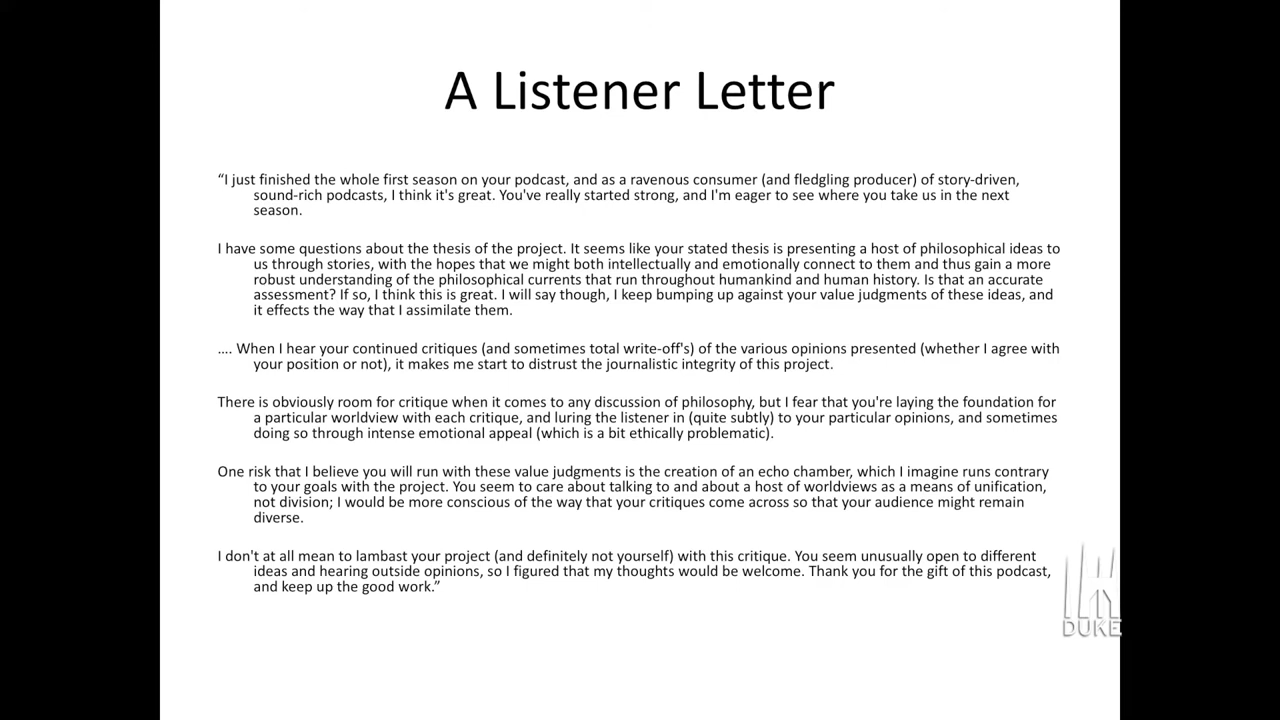 A Listener Letter
“I just finished the whole first season on your podcast, and as a ravenous consumer (and fledgling producer) of story-driven,
sound-rich podcasts, I think it's great. You've really started strong, and I'm eager to see where you take us in the next
season.
I have some questions about the thesis of the project. It seems like your stated thesis is presenting a host of philosophical ideas to
us through stories, with the hopes that we might both intellectually and emotionally connect to them and thus gain a more
robust understanding of the philosophical currents that run throughout humankind and human history. Is that an accurate
assessment? If so, I think this is great. I will say though, I keep bumping up against your value judgments of these ideas, and
it effects the way that I assimilate them.
…. When I hear your continued critiques (and sometimes total write-off's) of the various opinions presented (whether I agree with
your position or not), it makes me start to distrust the journalistic integrity of this project.
There is obviously room for critique when it comes to any discussion of philosophy, but I fear that you're laying the foundation for
a particular worldview with each critique, and luring the listener in (quite subtly) to your particular opinions, and sometimes
doing so through intense emotional appeal (which is a bit ethically problematic).
One risk that I believe you will run with these value judgments is the creation of an echo chamber, which I imagine runs contrary
to your goals with the project. You seem to care about talking to and about a host of worldviews as a means of unification,
not division; I would be more conscious of the way that your critiques come across so that your audience might remain
diverse.
I don't at all mean to lambast your project (and definitely not yourself) with this critique. You seem unusually open to different
ideas and hearing outside opinions, so I figured that my thoughts would be welcome. Thank you for the gift of this podcast,
and keep up the good work.”
DUKE